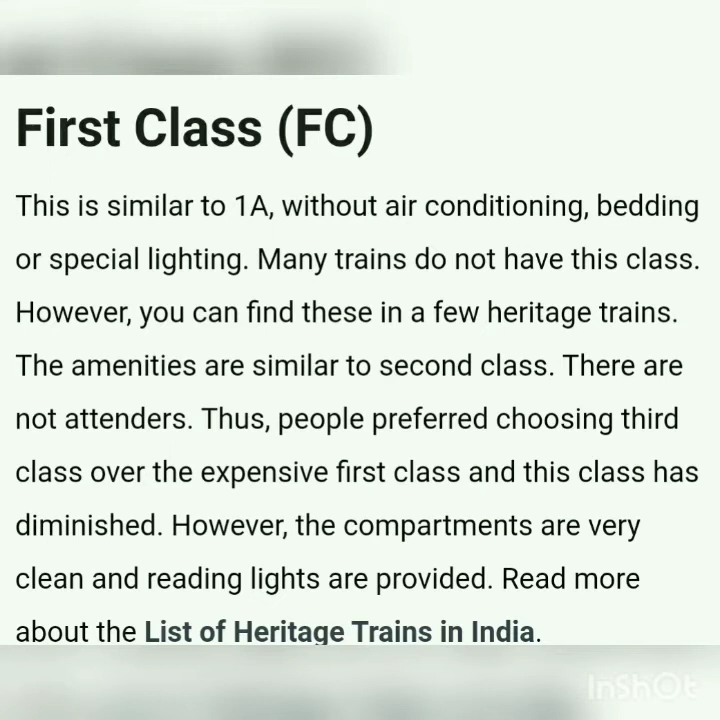 First Class (FC)
This is similar to 1A, without air conditioning, bedding
or special lighting. Many trains do not have this class.
However, you can find these in a few heritage trains.
The amenities are similar to second class. There are
not attenders. Thus, people preferred choosing third
class over the expensive first class and this class has
diminished. However, the compartments are very
clean and reading lights are provided. Read more
about the List of Heritage Trains in India.
InShOt